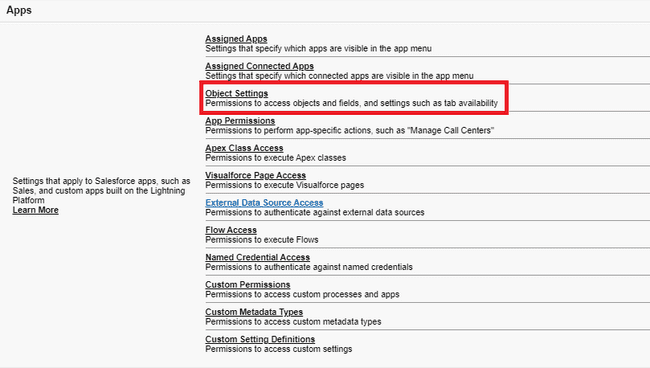 Apps
Assigned Apps
Settings that specify which apps are visible in the app menu
Assigned Connected Apps
Settings that specify which connected apps are visible in the app menu
Object Settings
Permissions to access objects and fields, and settings such as tab availability
App Permissions
Permissions to perform app-specific actions, such as "Manage Call Centers"
Apex Class Access
Permissions to execute Apex classes
Settings that apply to Salesforce apps, such as
Sales, and custom apps built on the Lightning
Platform
Learn More
Visualforce Page Access
Permissions to execute Visualforce pages
External Data Source Access
Permissions to authenticate against external data sources
Flow Access
Permissions to execute Flows
Named Credential Access
Permissions to authenticate against named credentials
Custom Permissions
Permissions to access custom processes and apps
Custom Metadata Types
Permissions to access custom metadata types
Custom Setting Definitions
Permissions to access custom settings